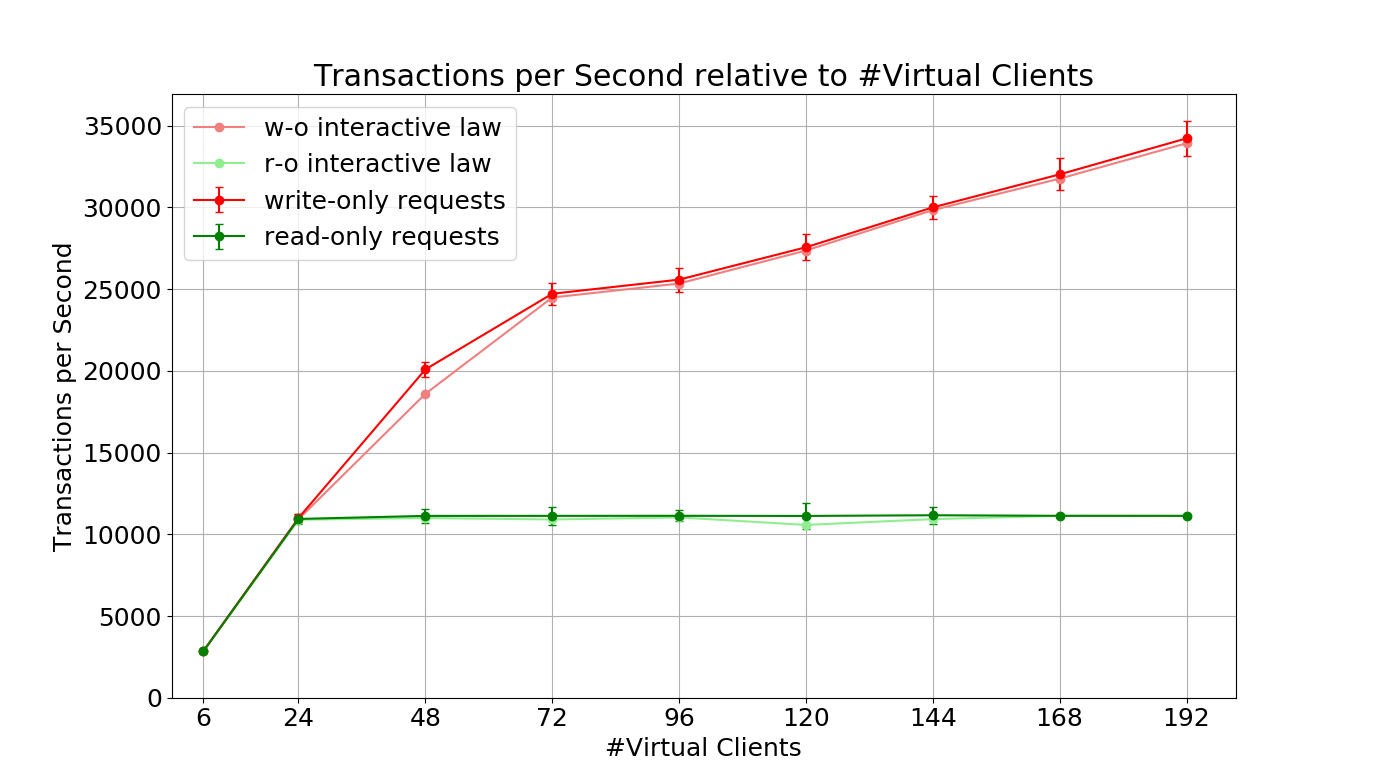 Transactions per Second relative to #Virtual Clients
w-o interactive law
r-o interactive law
write-only requests
read-only requests
Transactions per Second
35000
30000
25000
20000
15000
10000
5000
0
6 24 48 72 96 120 144 168 192
#Virtual Clients